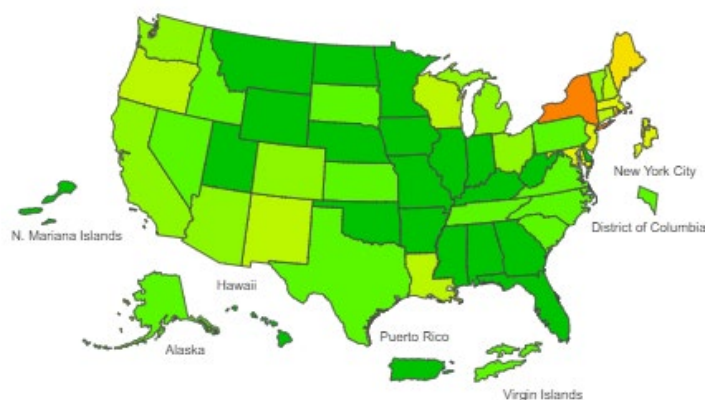 New York City
District of Columbia
N. Mariana Islands
Hawaii
Alaska
Puerto Rico
Virgin Islands